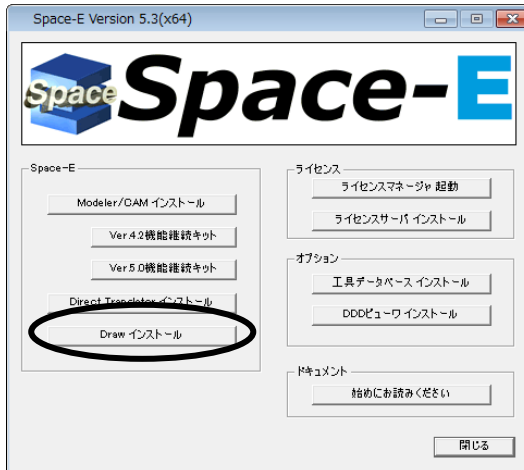 Space-E Version 5.3(x64)
Space
Space-E
Space-E
Modeler/CAM インストール
Ver.4.2機能継続キット
Ver.5.0機能継続キット
Direct Translator インストール
Draw インストール
ライセンス
ライセンスマネージャ 起動
ライセンスサーバ インストール
オプション
工具データベース インストール
DDDビューワ インストール
ドキュメント
始めにお読みください
閉じる